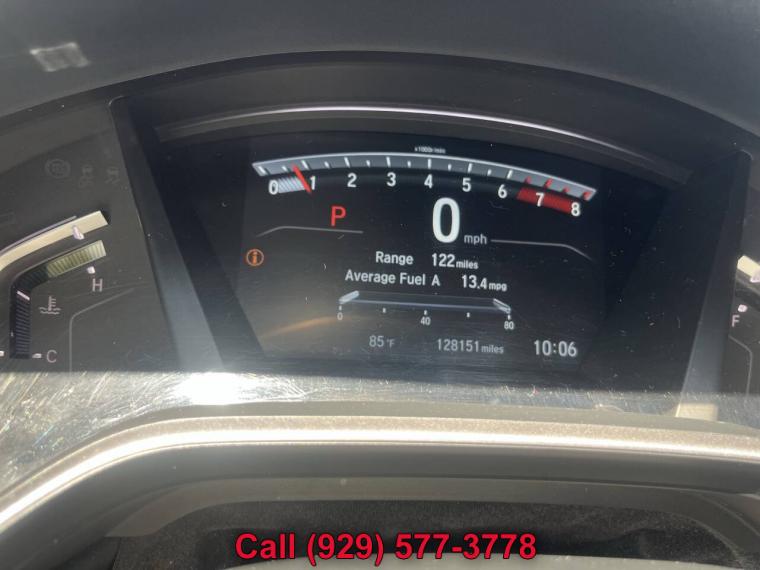 x1000r/min
0 1 2 3 4 5 6 7 8
P 0 mph
Range 122 miles
H
Average Fuel A 13.4 mpg
0 40 80
F
C 85°F 128151 miles 10:06
Call (929) 577-3778